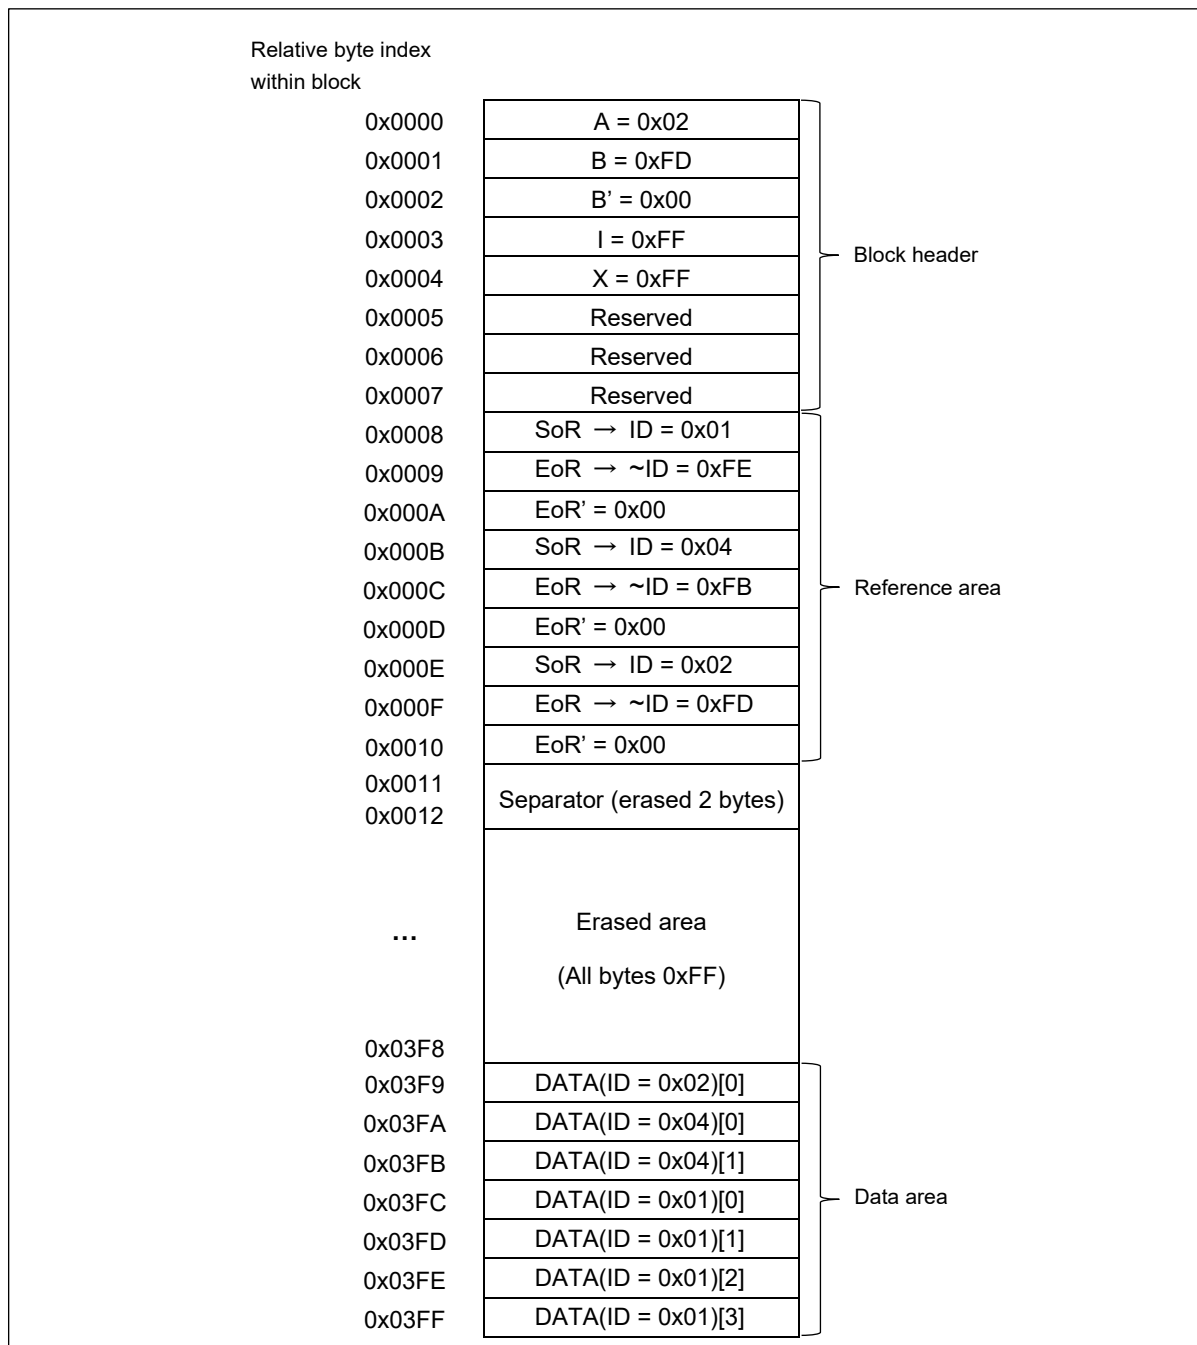 Relative byte index
within block
0x0000 A = 0x02
0x0001 B = 0xFD
0x0002 B’ = 0x00
0x0003 I = 0xFF
0x0004 X = 0xFF
0x0005 Reserved
0x0006 Reserved
0x0007 Reserved
Block header
0x0008 SoR → ID = 0x01
0x0009 EoR → ~ID = 0xFE
0x000A EoR’ = 0x00
0x000B SoR → ID = 0x04
0x000C EoR → ~ID = 0xFB
0x000D EoR’ = 0x00
0x000E SoR → ID = 0x02
0x000F EoR → ~ID = 0xFD
0x0010 EoR’ = 0x00
Reference area
0x0011
0x0012
Separator (erased 2 bytes)
...
Erased area
(All bytes 0xFF)
0x03F8
0x03F9 DATA(ID = 0x02)[0]
0x03FA DATA(ID = 0x04)[0]
0x03FB DATA(ID = 0x04)[1]
0x03FC DATA(ID = 0x01)[0]
0x03FD DATA(ID = 0x01)[1]
0x03FE DATA(ID = 0x01)[2]
0x03FF DATA(ID = 0x01)[3]
Data area